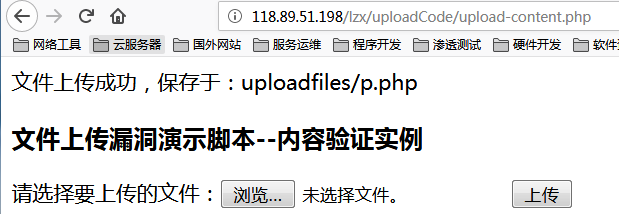 118.89.51.198/lzx/uploadCode/upload-content.php
网络工具 云服务器 国外网站 服务运维 程序开发 渗透测试 硬件开发 软件
文件上传成功，保存于：uploadfiles/p.php
文件上传漏洞演示脚本--内容验证实例
请选择要上传的文件：浏览... 未选择文件。 上传